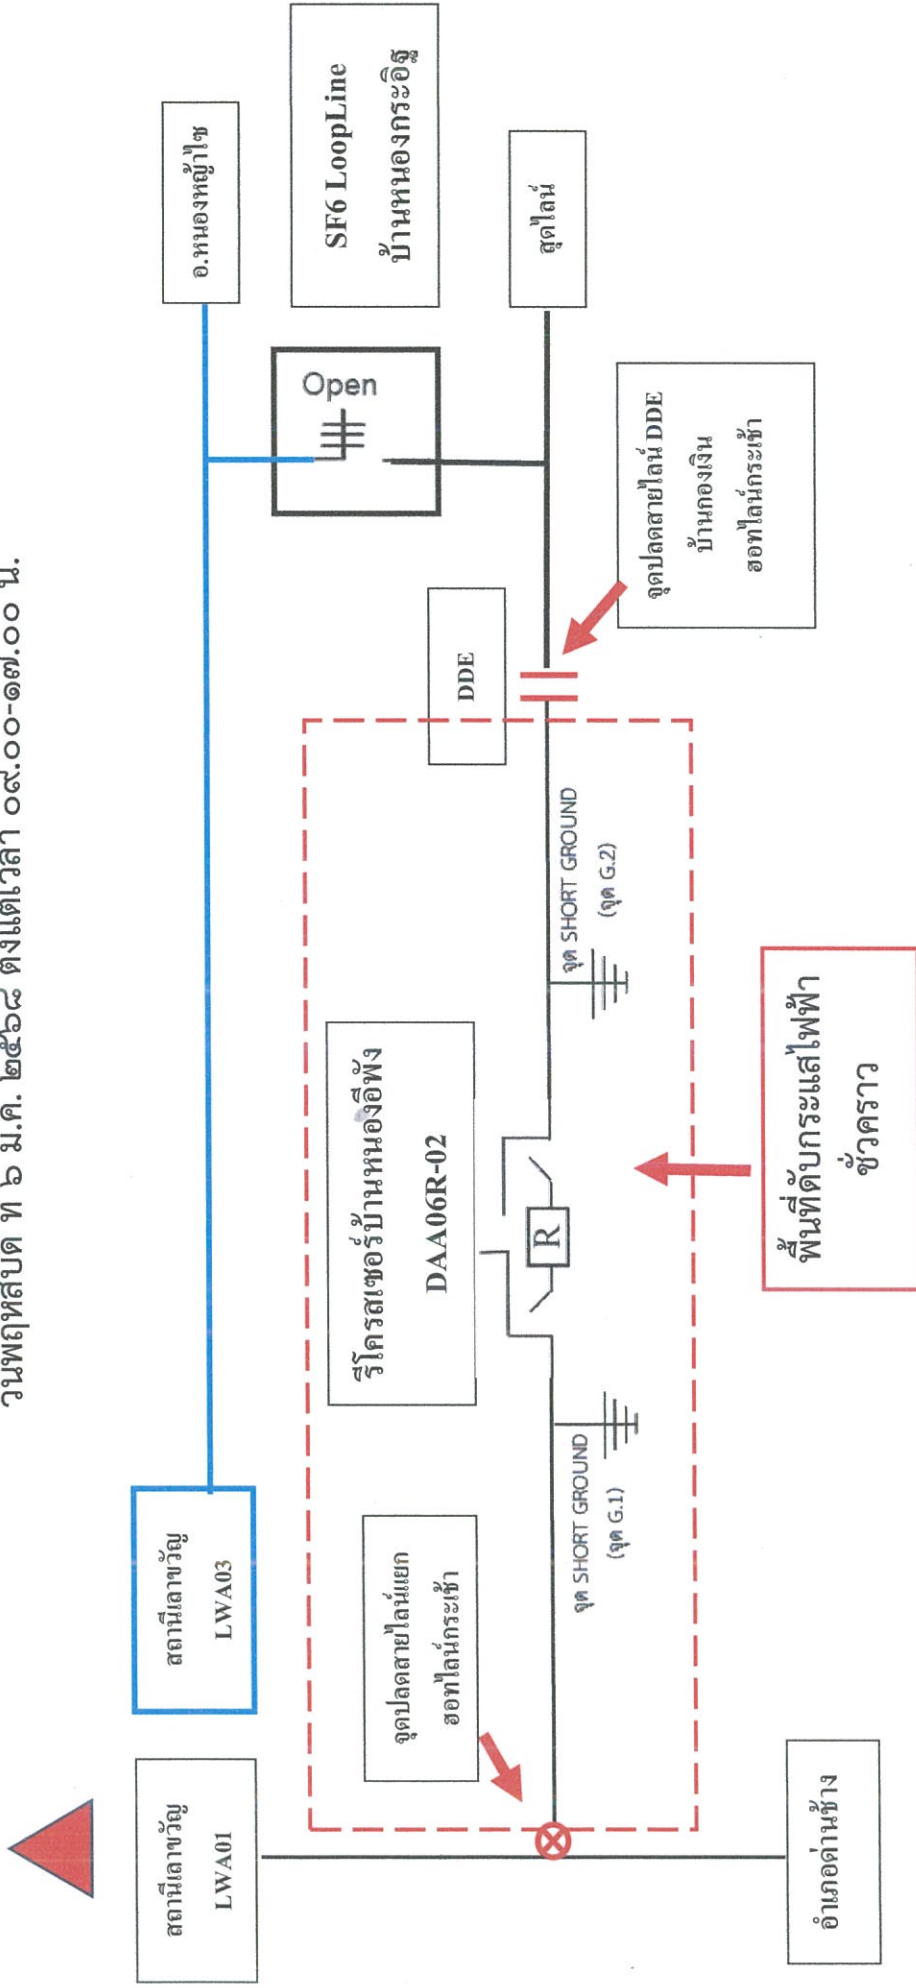 วันพฤหัสบดี ที่ ๖ ม.ค. ๒๕๖๘ ตั้งแต่เวลา ๐๙.๐๐-๑๗.๐๐ น.
สถานีเลาขวัญ
LWA01
สถานีเลาขวัญ
LWA03
อ.หนองหญ้าไซ
Open
SF6 LoopLine
บ้านหนองกระอิฐ
จุดปลดสายไลน์แยก
ฮอทไลน์กระเช้า
รีโครสเซอร์บ้านหนองอีพัง
DAA06R-02
R
DDE
สุดไลน์
จุด SHORT GROUND
(จุด G.1)
จุด SHORT GROUND
(จุด G.2)
จุดปลดสายไลน์ DDE
บ้านกองเงิน
ฮอทไลน์กระเช้า
อำเภอด่านช้าง
พื้นที่ดับกระแสไฟฟ้า
ชั่วคราว